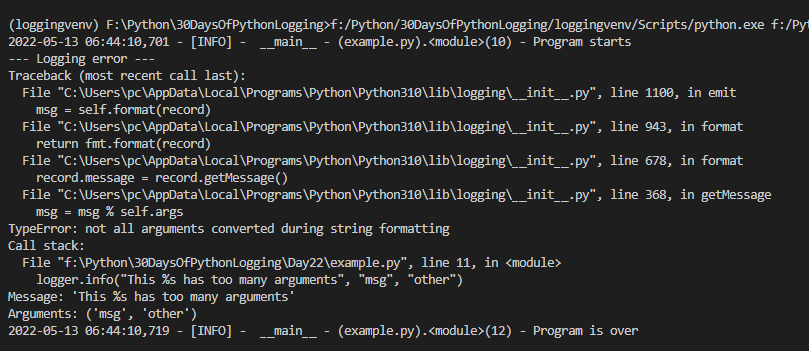 (loggingvenv) F:\Python\30DaysOfPythonLogging>f:/Python/30DaysOfPythonLogging/loggingvenv/Scripts/python.exe f:/Py
2022-05-13 06:44:10,701 - [INFO] -  __main__ - (example.py).<module>(10) - Program starts
--- Logging error ---
Traceback (most recent call last):
  File "C:\Users\pc\AppData\Local\Programs\Python\Python310\lib\logging\__init__.py", line 1100, in emit
    msg = self.format(record)
  File "C:\Users\pc\AppData\Local\Programs\Python\Python310\lib\logging\__init__.py", line 943, in format
    return fmt.format(record)
  File "C:\Users\pc\AppData\Local\Programs\Python\Python310\lib\logging\__init__.py", line 678, in format
    record.message = record.getMessage()
  File "C:\Users\pc\AppData\Local\Programs\Python\Python310\lib\logging\__init__.py", line 368, in getMessage
    msg = msg % self.args
TypeError: not all arguments converted during string formatting
Call stack:
  File "f:\Python\30DaysOfPythonLogging\Day22\example.py", line 11, in <module>
    logger.info("This %s has too many arguments", "msg", "other")
Message: 'This %s has too many arguments'
Arguments: ('msg', 'other')
2022-05-13 06:44:10,719 - [INFO] -  __main__ - (example.py).<module>(12) - Program is over